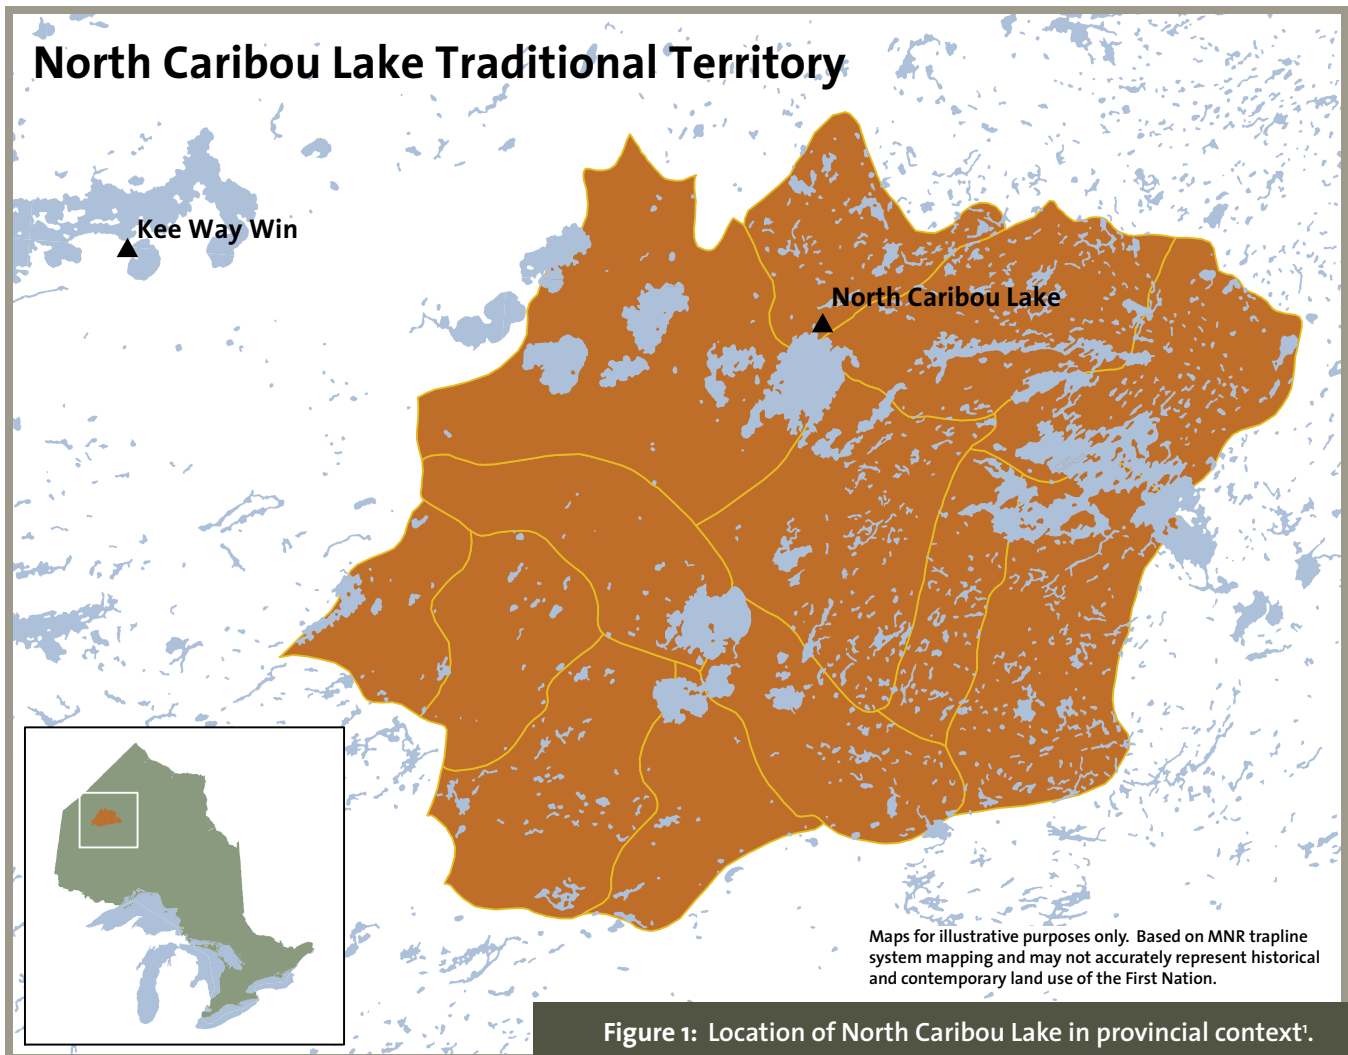 North Caribou Lake Traditional Territory
Kee Way Win
North Caribou Lake
Maps for illustrative purposes only.  Based on MNR trapline
system mapping and may not accurately represent historical
and contemporary land use of the First Nation.
Figure 1:  Location of North Caribou Lake in provincial context¹.